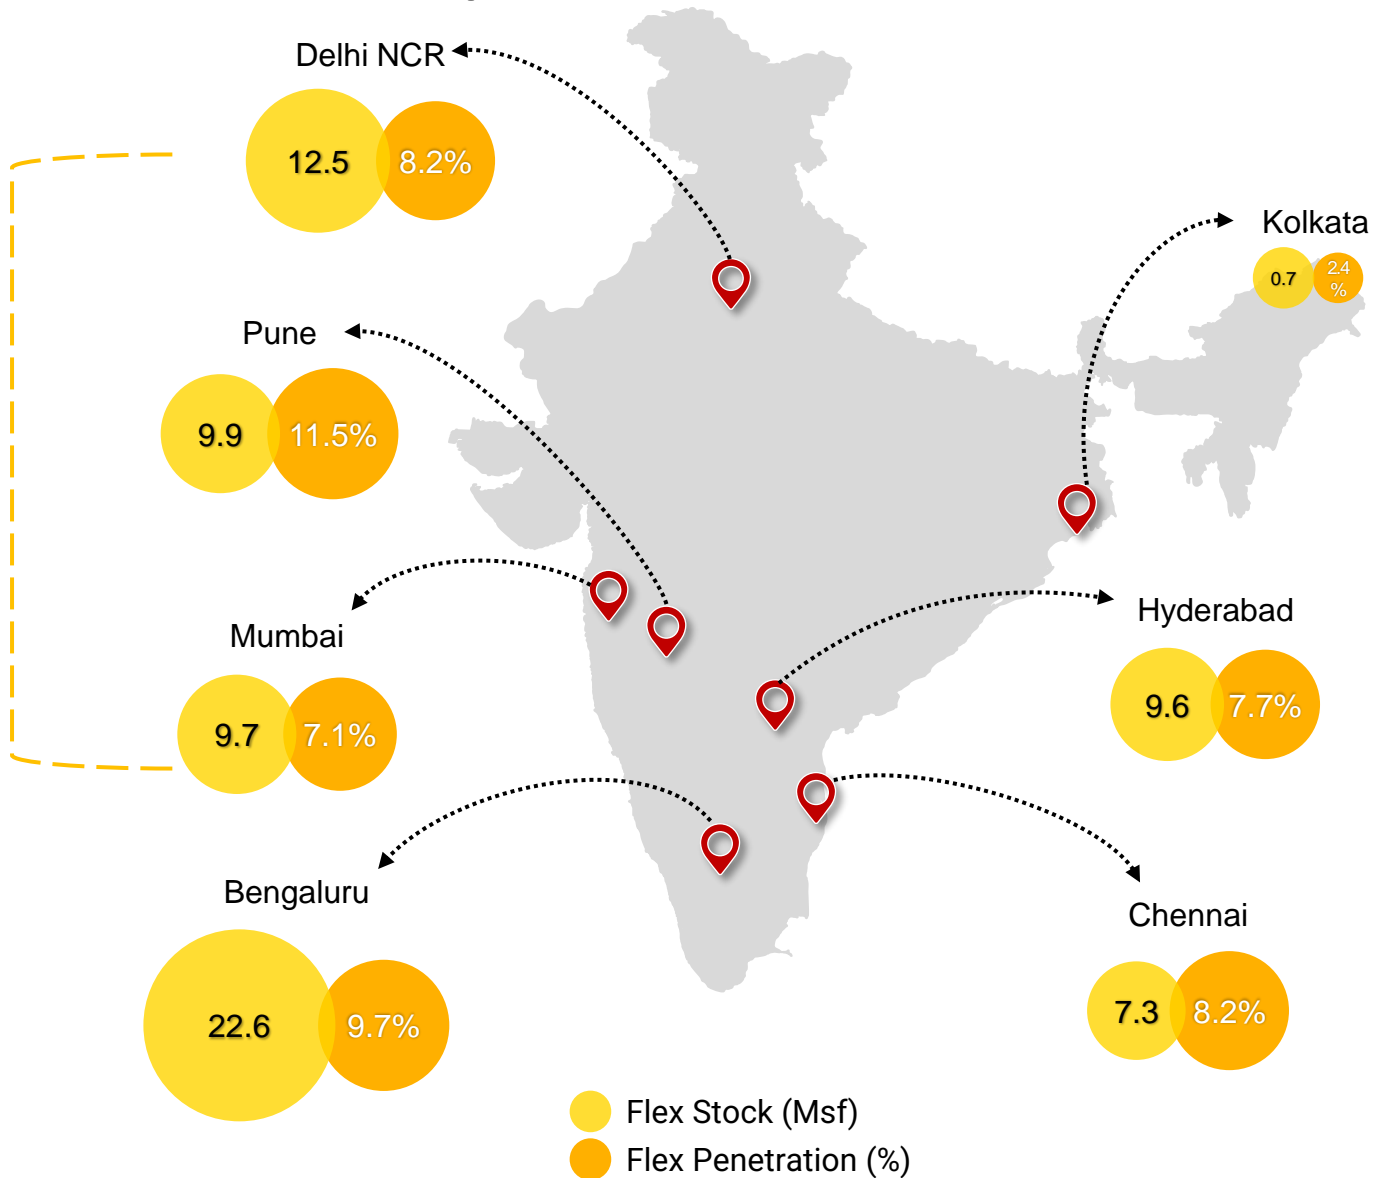 Delhi NCR
12.5
8.2%
Kolkata
0.7
2.4
%
Pune
9.9
11.5%
Mumbai
9.7
7.1%
Hyderabad
9.6
7.7%
Bengaluru
22.6
9.7%
Chennai
7.3
8.2%
Flex Stock (Msf)
Flex Penetration (%)